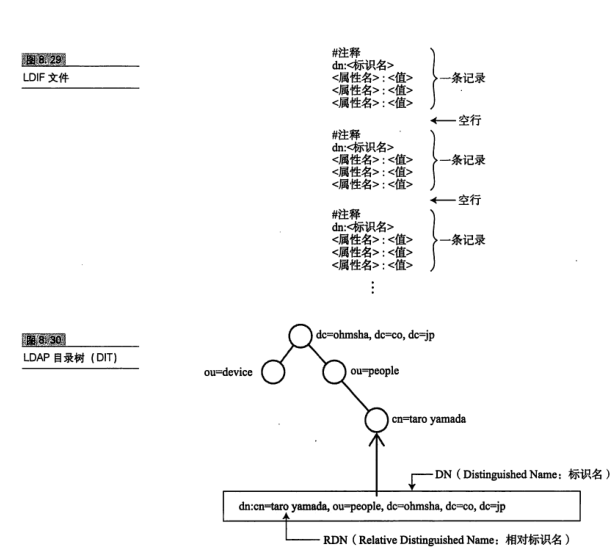 图 8.29
LDIF 文件
#注释
dn:<标识名>
<属性名> : <值>
<属性名> : <值>
<属性名> : <值>
一条记录
空行
#注释
dn:<标识名>
<属性名> : <值>
<属性名> : <值>
<属性名> : <值>
一条记录
空行
#注释
dn:<标识名>
<属性名> : <值>
<属性名> : <值>
<属性名> : <值>
一条记录
⋮
图 8.30
LDAP 目录树（DIT）
dc=ohmsha, dc=co, dc=jp
ou=device
ou=people
cn=taro yamada
DN（Distinguished Name：标识名）
dn:cn=taro yamada, ou=people, dc=ohmsha, dc=co, dc=jp
RDN（Relative Distinguished Name：相对标识名）